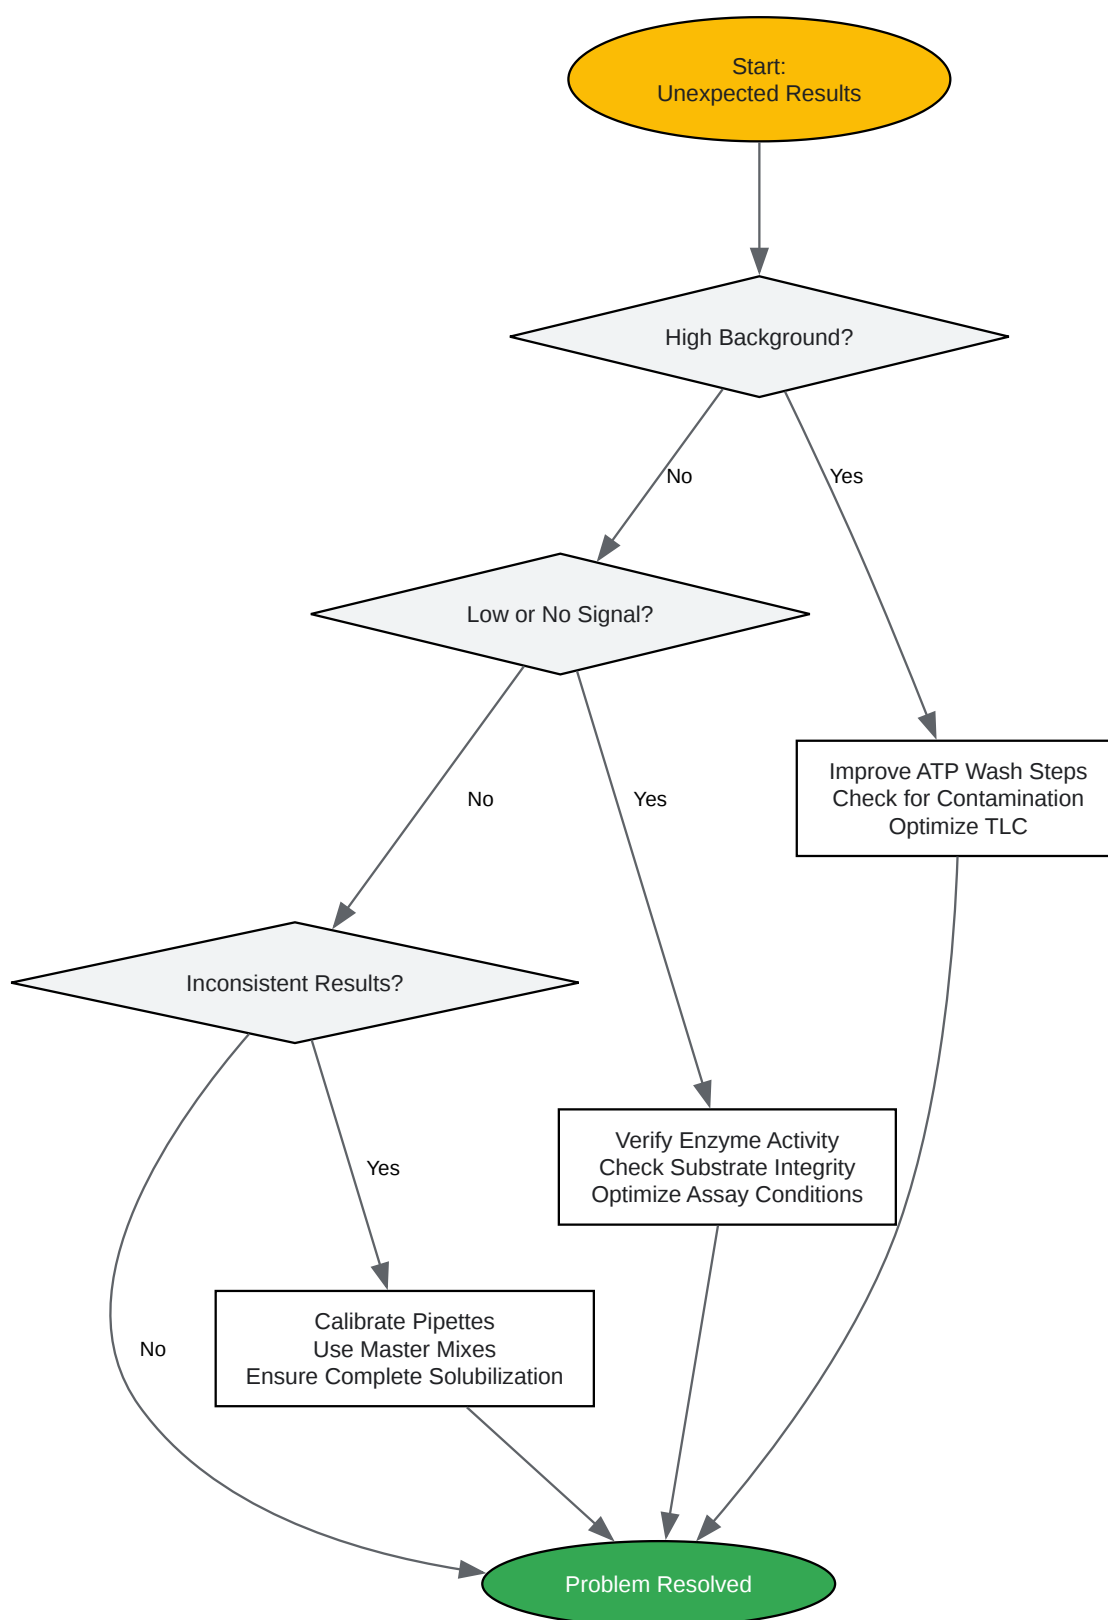 Start:
Unexpected Results
High Background?
No
Yes
Low or No Signal?
Improve ATP Wash Steps
Check for Contamination
Optimize TLC
No
Yes
Inconsistent Results?
Verify Enzyme Activity
Check Substrate Integrity
Optimize Assay Conditions
Yes
Calibrate Pipettes
Use Master Mixes
Ensure Complete Solubilization
No
Problem Resolved